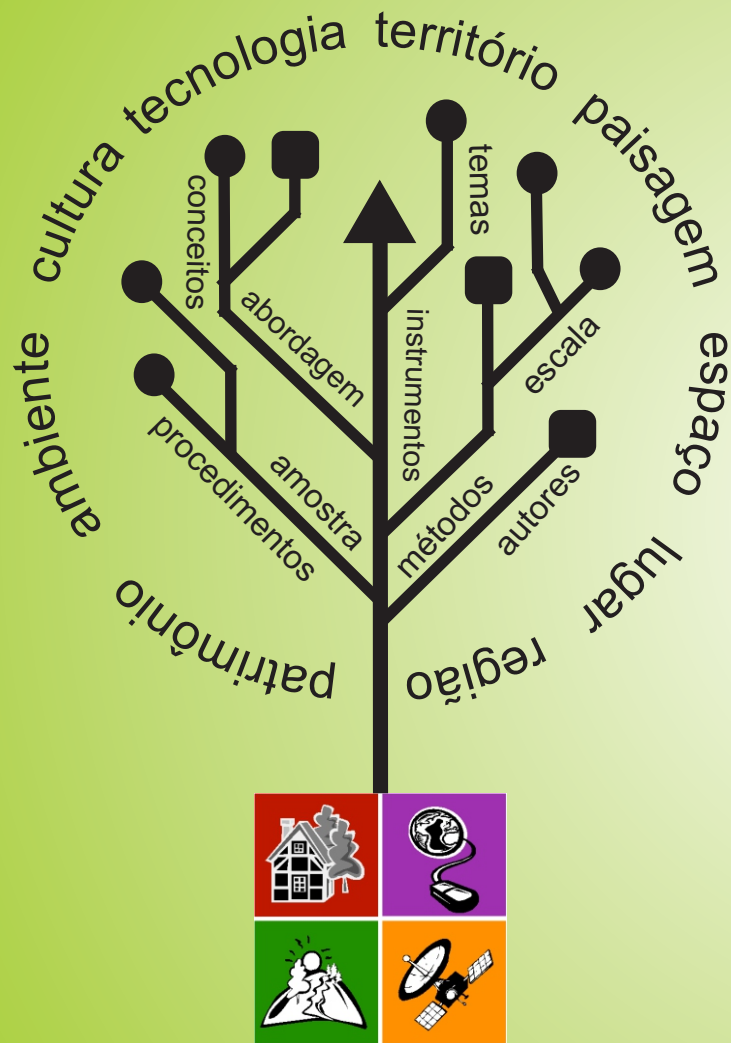 patrimônio ambiente cultura tecnologia território paisagem espaço lugar região
conceitos
temas
abordagem
instrumentos
escala
procedimentos
amostra
métodos
autores